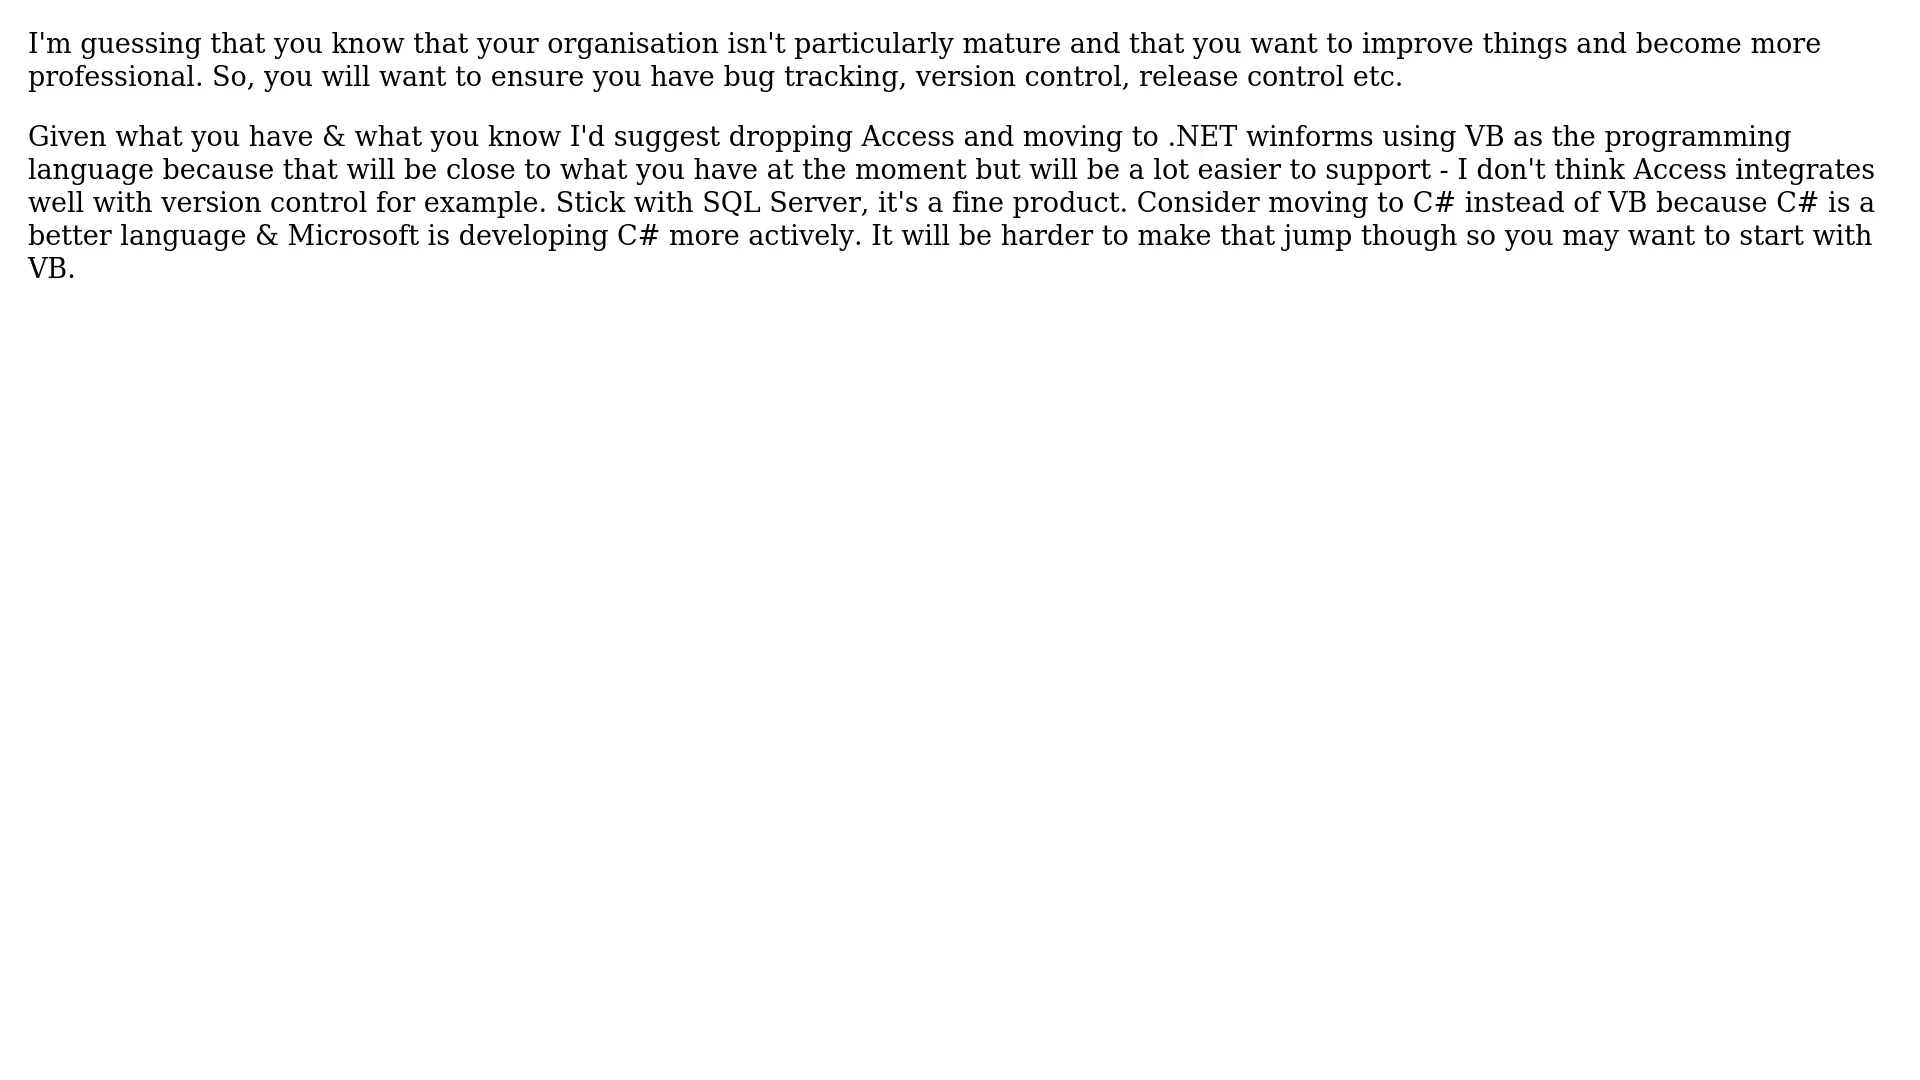 I'm guessing that you know that your organisation isn't particularly mature and that you want to improve things and become more
professional. So, you will want to ensure you have bug tracking, version control, release control etc.
Given what you have & what you know I'd suggest dropping Access and moving to .NET winforms using VB as the programming
language because that will be close to what you have at the moment but will be a lot easier to support - I don't think Access integrates
well with version control for example. Stick with SQL Server, it's a fine product. Consider moving to C# instead of VB because C# is a
better language & Microsoft is developing C# more actively. It will be harder to make that jump though so you may want to start with
VB.